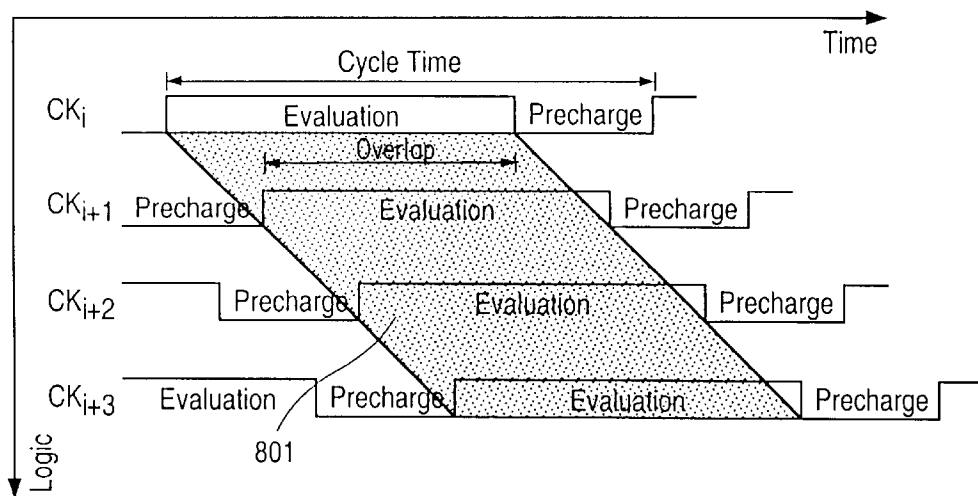 Time
Cycle Time
CKi Evaluation Precharge
Overlap
CKi+1 Precharge Evaluation Precharge
CKi+2 Precharge Evaluation Precharge
CKi+3 Evaluation Precharge Evaluation Precharge
801
Logic